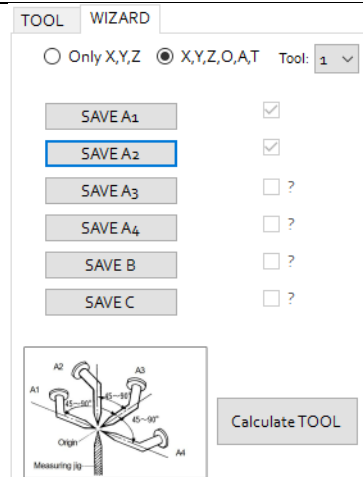 TOOL WIZARD
Only X,Y,Z X,Y,Z,O,A,T Tool: 1
SAVE A1
SAVE A2
SAVE A3 ?
SAVE A4 ?
SAVE B ?
SAVE C ?
A2 A3
A1 45~90° 45~90°
45~90°
Origin A4
Measuring jig
Calculate TOOL